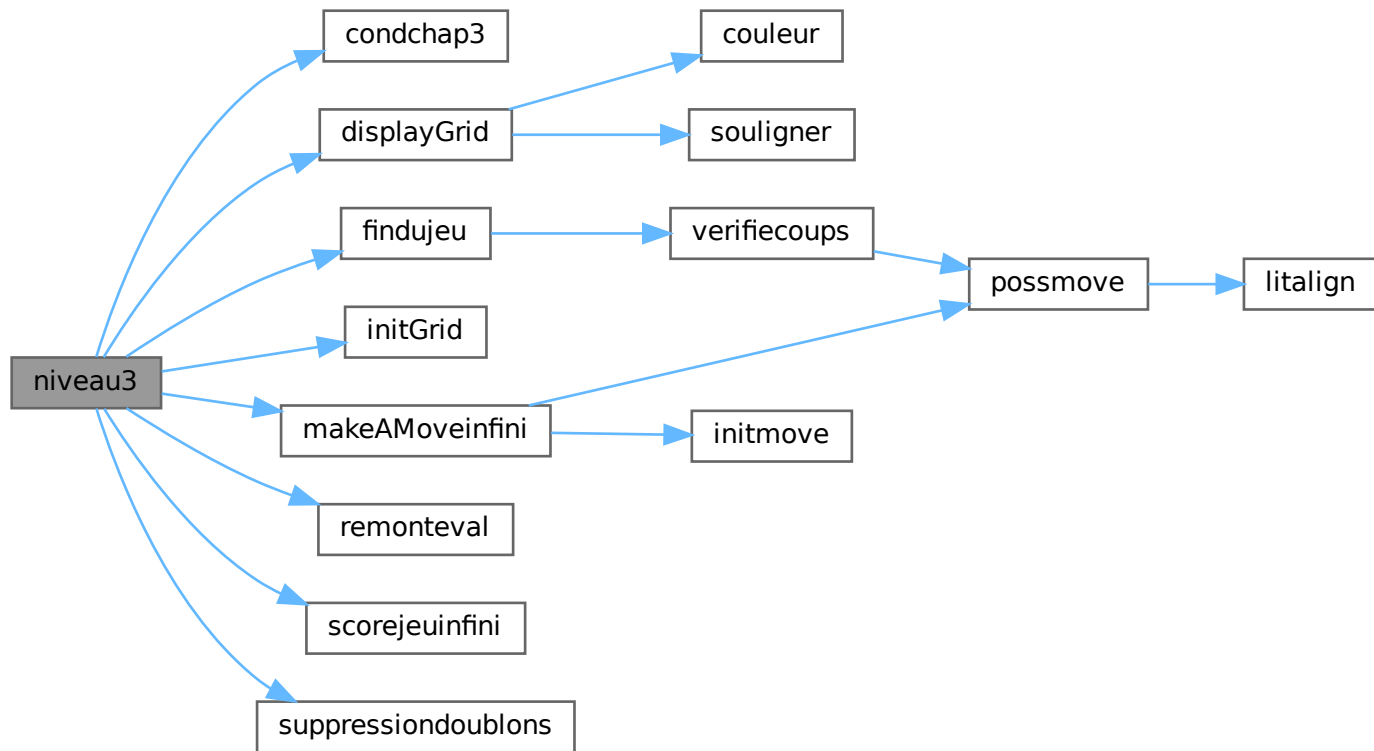 condchap3
couleur
displayGrid
souligner
findujeu
verifiecoups
possmove
litalign
initGrid
niveau3
makeAMoveinfini
initmove
remonteval
scorejeuinfini
suppressiondoublons